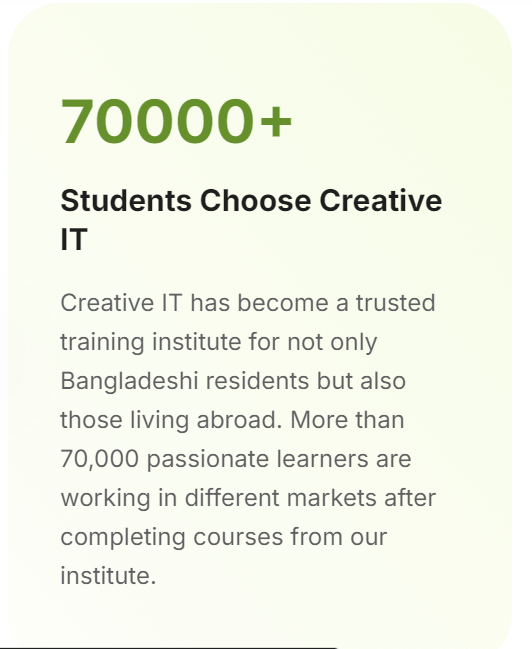 70000+
Students Choose Creative
IT
Creative IT has become a trusted
training institute for not only
Bangladeshi residents but also
those living abroad. More than
70,000 passionate learners are
working in different markets after
completing courses from our
institute.